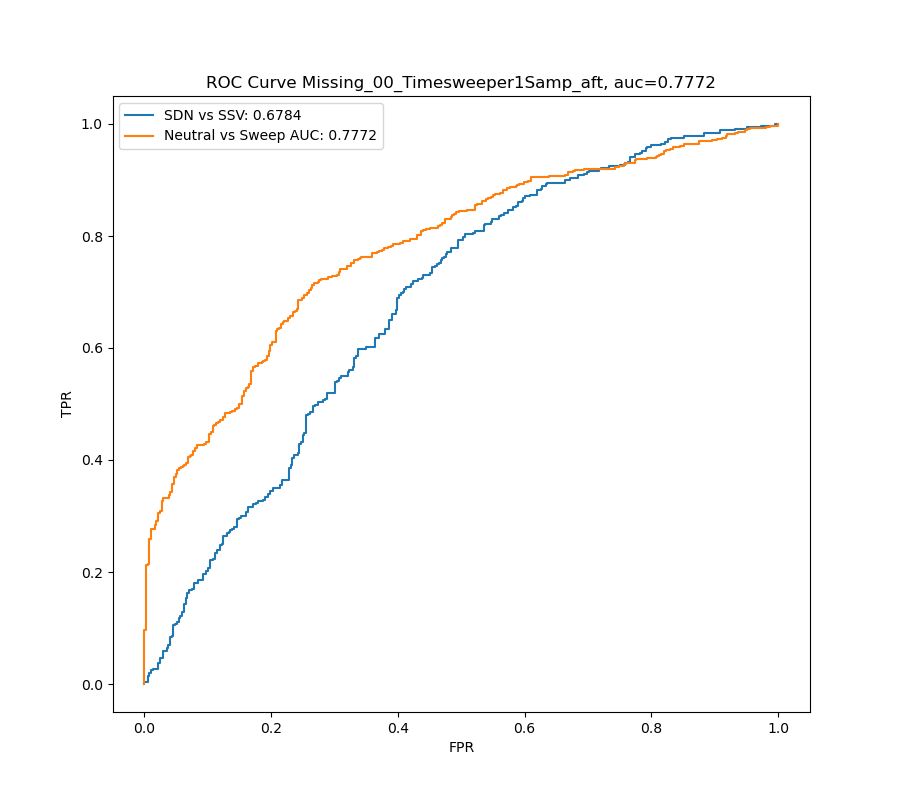 ROC Curve Missing_00_Timesweeper1Samp_aft, auc=0.7772
SDN vs SSV: 0.6784
Neutral vs Sweep AUC: 0.7772
1.0
0.8
0.6
0.4
0.2
0.0
TPR
0.0 0.2 0.4 0.6 0.8 1.0
FPR